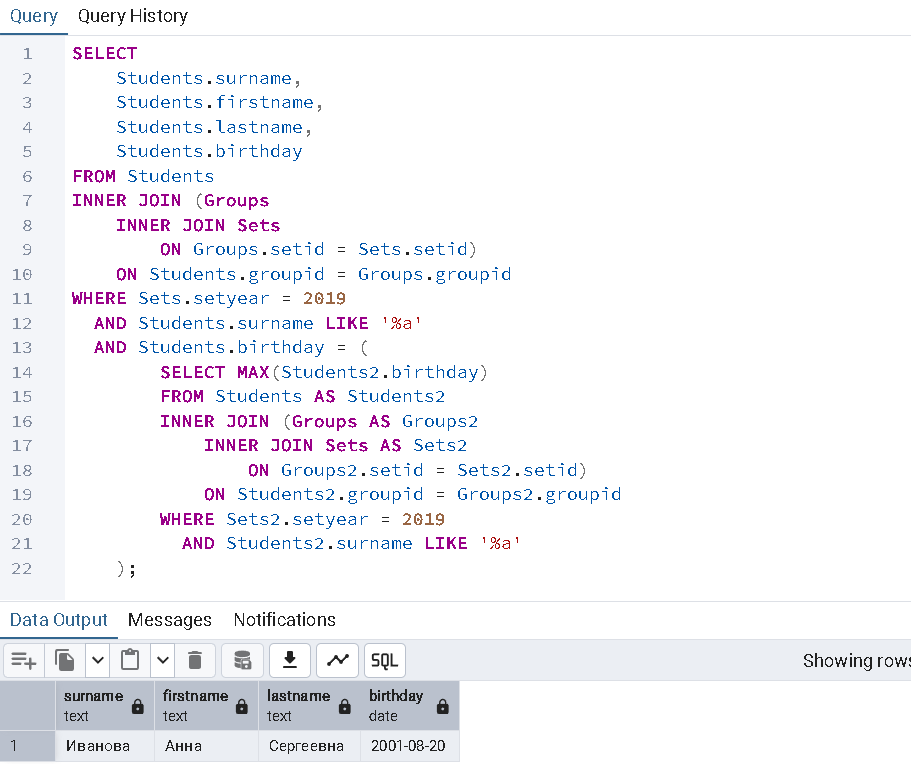 Query Query History
1 SELECT
2 Students.surname,
3 Students.firstname,
4 Students.lastname,
5 Students.birthday
6 FROM Students
7 INNER JOIN (Groups
8 INNER JOIN Sets
9 ON Groups.setid = Sets.setid)
10 ON Students.groupid = Groups.groupid
11 WHERE Sets.setyear = 2019
12 AND Students.surname LIKE '%а'
13 AND Students.birthday = (
14 SELECT MAX(Students2.birthday)
15 FROM Students AS Students2
16 INNER JOIN (Groups AS Groups2
17 INNER JOIN Sets AS Sets2
18 ON Groups2.setid = Sets2.setid)
19 ON Students2.groupid = Groups2.groupid
20 WHERE Sets2.setyear = 2019
21 AND Students2.surname LIKE '%а'
22 );
Data Output Messages Notifications
SQL Showing rows
surname firstname lastname birthday
text text text date
1 Иванова Анна Сергеевна 2001-08-20